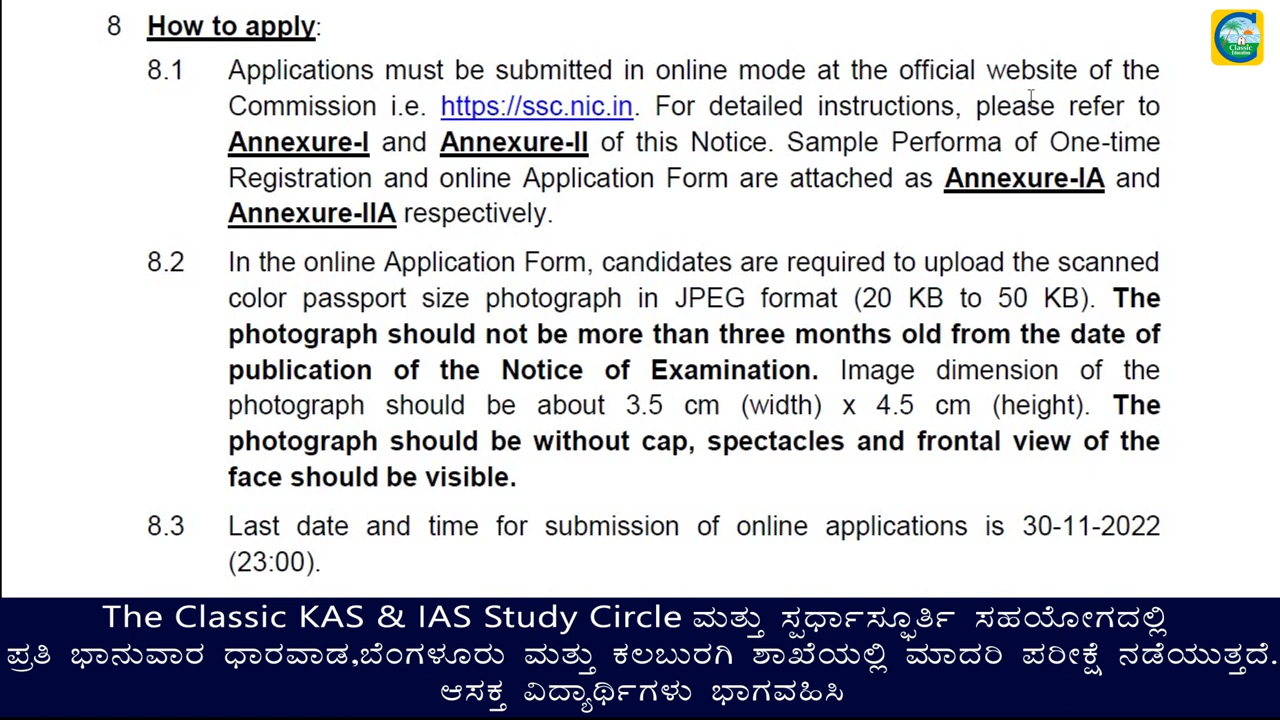 8 How to apply:
Classic
Education
8.1 Applications must be submitted in online mode at the official website of the
Commission i.e. https://ssc.nic.in. For detailed instructions, please refer to
Annexure-I and Annexure-II of this Notice. Sample Performa of One-time
Registration and online Application Form are attached as Annexure-IA and
Annexure-IIA respectively.
8.2 In the online Application Form, candidates are required to upload the scanned
color passport size photograph in JPEG format (20 KB to 50 KB). The
photograph should not be more than three months old from the date of
publication of the Notice of Examination. Image dimension of the
photograph should be about 3.5 cm (width) x 4.5 cm (height). The
photograph should be without cap, spectacles and frontal view of the
face should be visible.
8.3 Last date and time for submission of online applications is 30-11-2022
(23:00).
The Classic KAS & IAS Study Circle ಮತ್ತು ಸ್ಪರ್ಧಾಸ್ಫೂರ್ತಿ ಸಹಯೋಗದಲ್ಲಿ
ಪ್ರತಿ ಭಾನುವಾರ ಧಾರವಾಡ,ಬೆಂಗಳೂರು ಮತ್ತು ಕಲಬುರಗಿ ಶಾಖೆಯಲ್ಲಿ ಮಾದರಿ ಪರೀಕ್ಷೆ ನಡೆಯುತ್ತದೆ.
ಆಸಕ್ತ ವಿದ್ಯಾರ್ಥಿಗಳು ಭಾಗವಹಿಸಿ